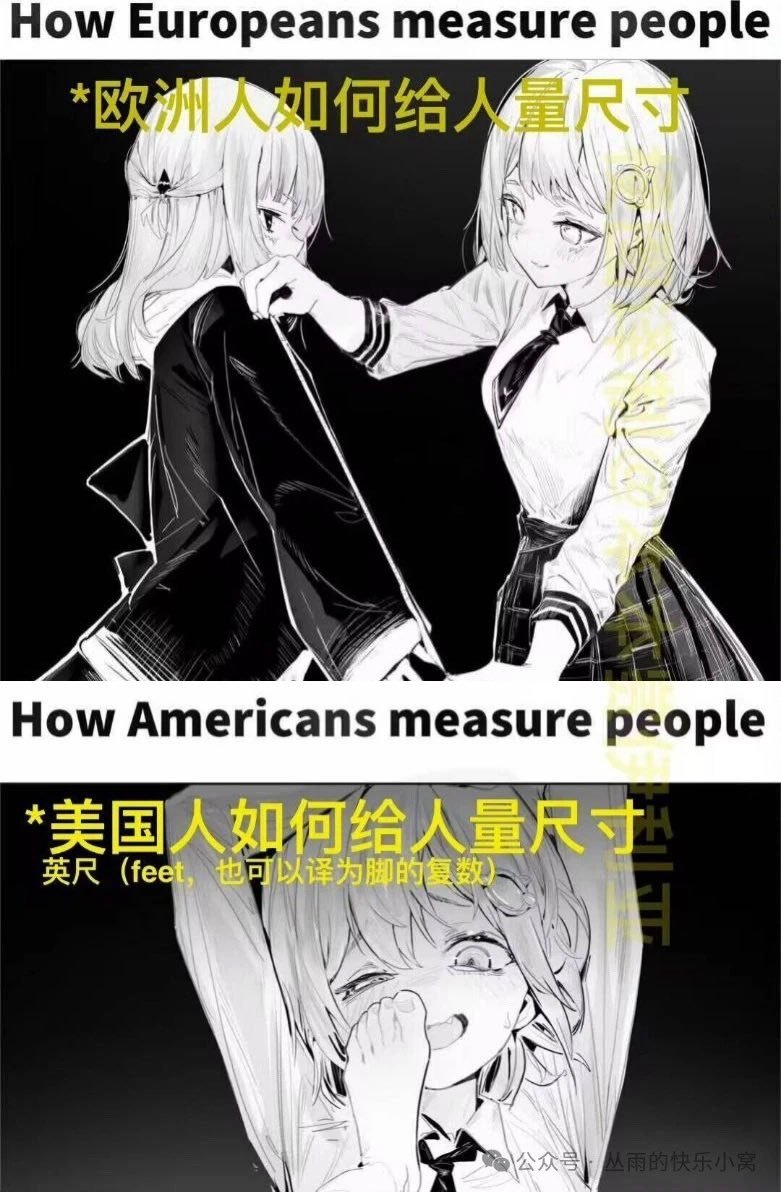 How Europeans measure people
*欧洲人如何给人量尺寸
How Americans measure people
*美国人如何给人量尺寸
英尺（feet，也可以译为脚的复数）
公众号 · 丛雨的快乐小窝